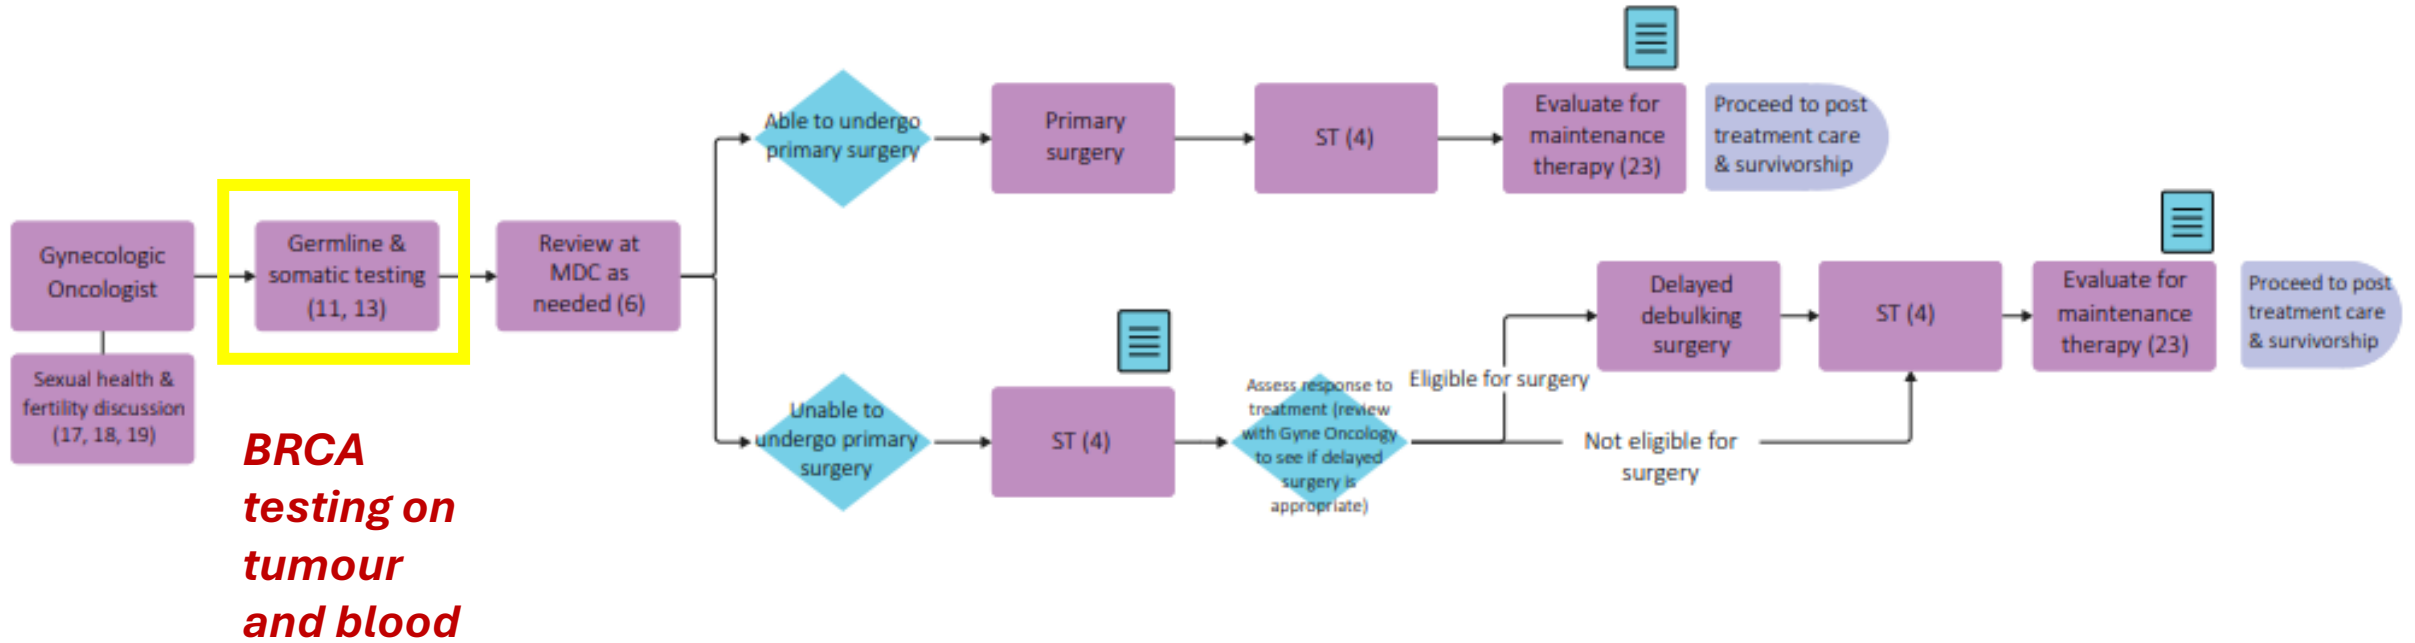 Gynecologic
Oncologist
Sexual health &
fertility discussion
(17, 18, 19)
Germline &
somatic testing
(11, 13)
BRCA
testing on
tumour
and blood
Review at
MDC as
needed (6)
Able to undergo
primary surgery
Primary
surgery
ST (4)
Evaluate for
maintenance
therapy (23)
Proceed to post
treatment care
& survivorship
Unable to
undergo primary
surgery
ST (4)
Assess response to
treatment (review
with Gyne Oncology
to see if delayed
surgery is
appropriate)
Eligible for surgery
Not eligible for
surgery
Delayed
debulking
surgery
ST (4)
Evaluate for
maintenance
therapy (23)
Proceed to post
treatment care
& survivorship